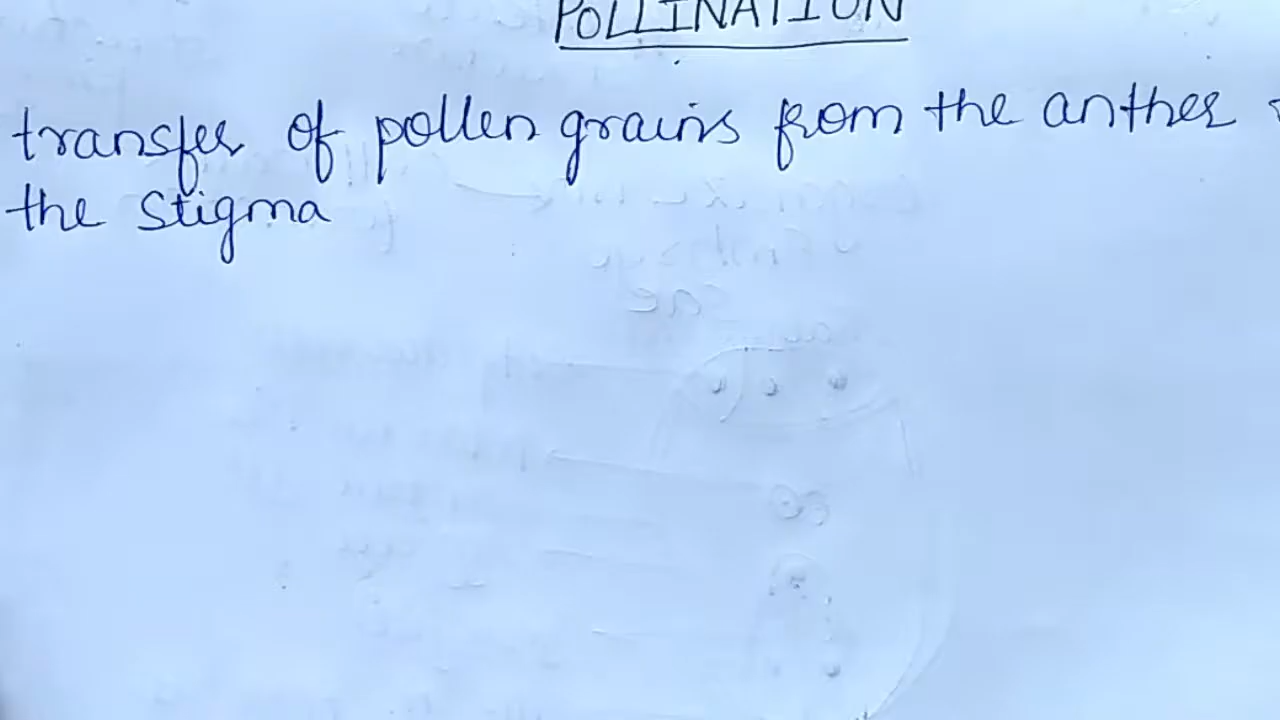 POLLINATION
transfer of pollen grains from the anther
the stigma